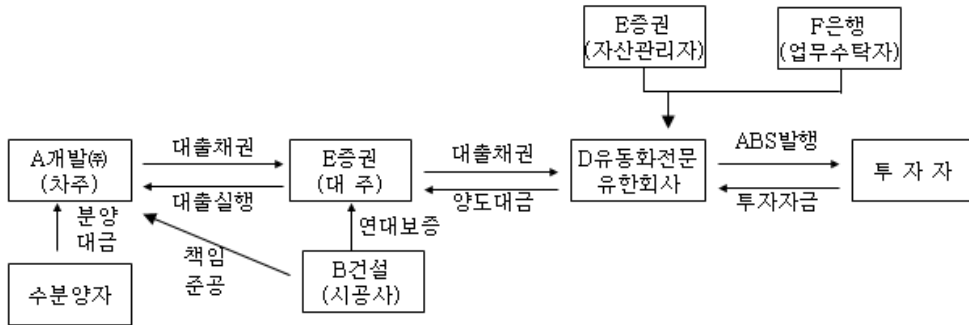 E증권
(자산관리자)
F은행
(업무수탁자)
A개발㈜
(차주)
대출채권
대출실행
E증권
(대 주)
대출채권
양도대금
D유동화전문
유한회사
ABS발행
투자자금
투 자 자
분양
대금
책임
준공
연대보증
수분양자
B건설
(시공사)